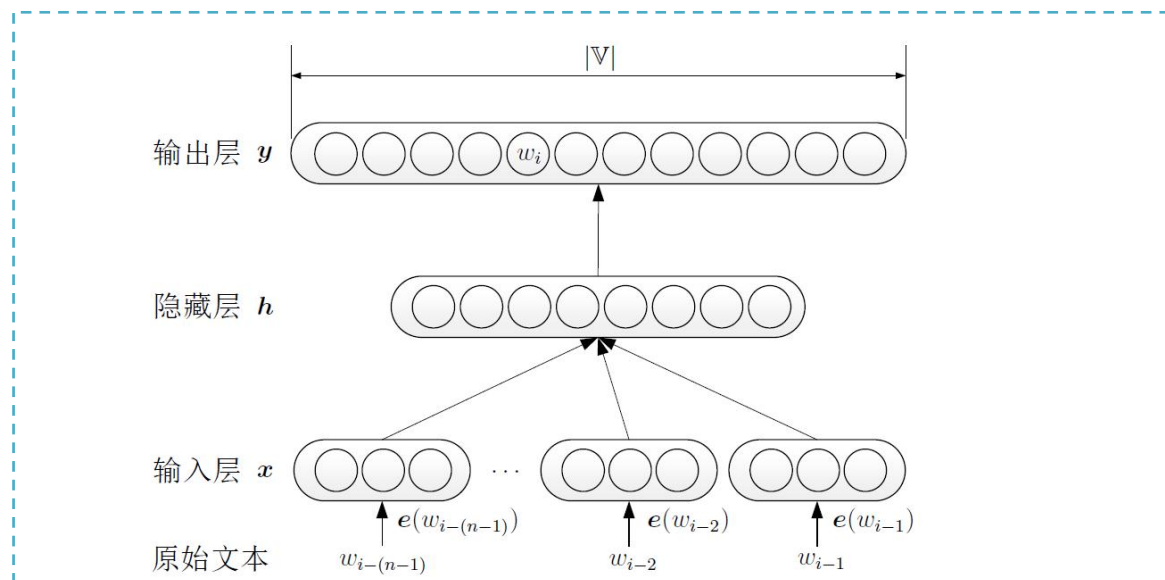 |𝕍|
输出层 y
w_i
隐藏层 h
输入层 x
···
e(w_{i-(n-1)}) e(w_{i-2}) e(w_{i-1})
原始文本 w_{i-(n-1)} w_{i-2} w_{i-1}